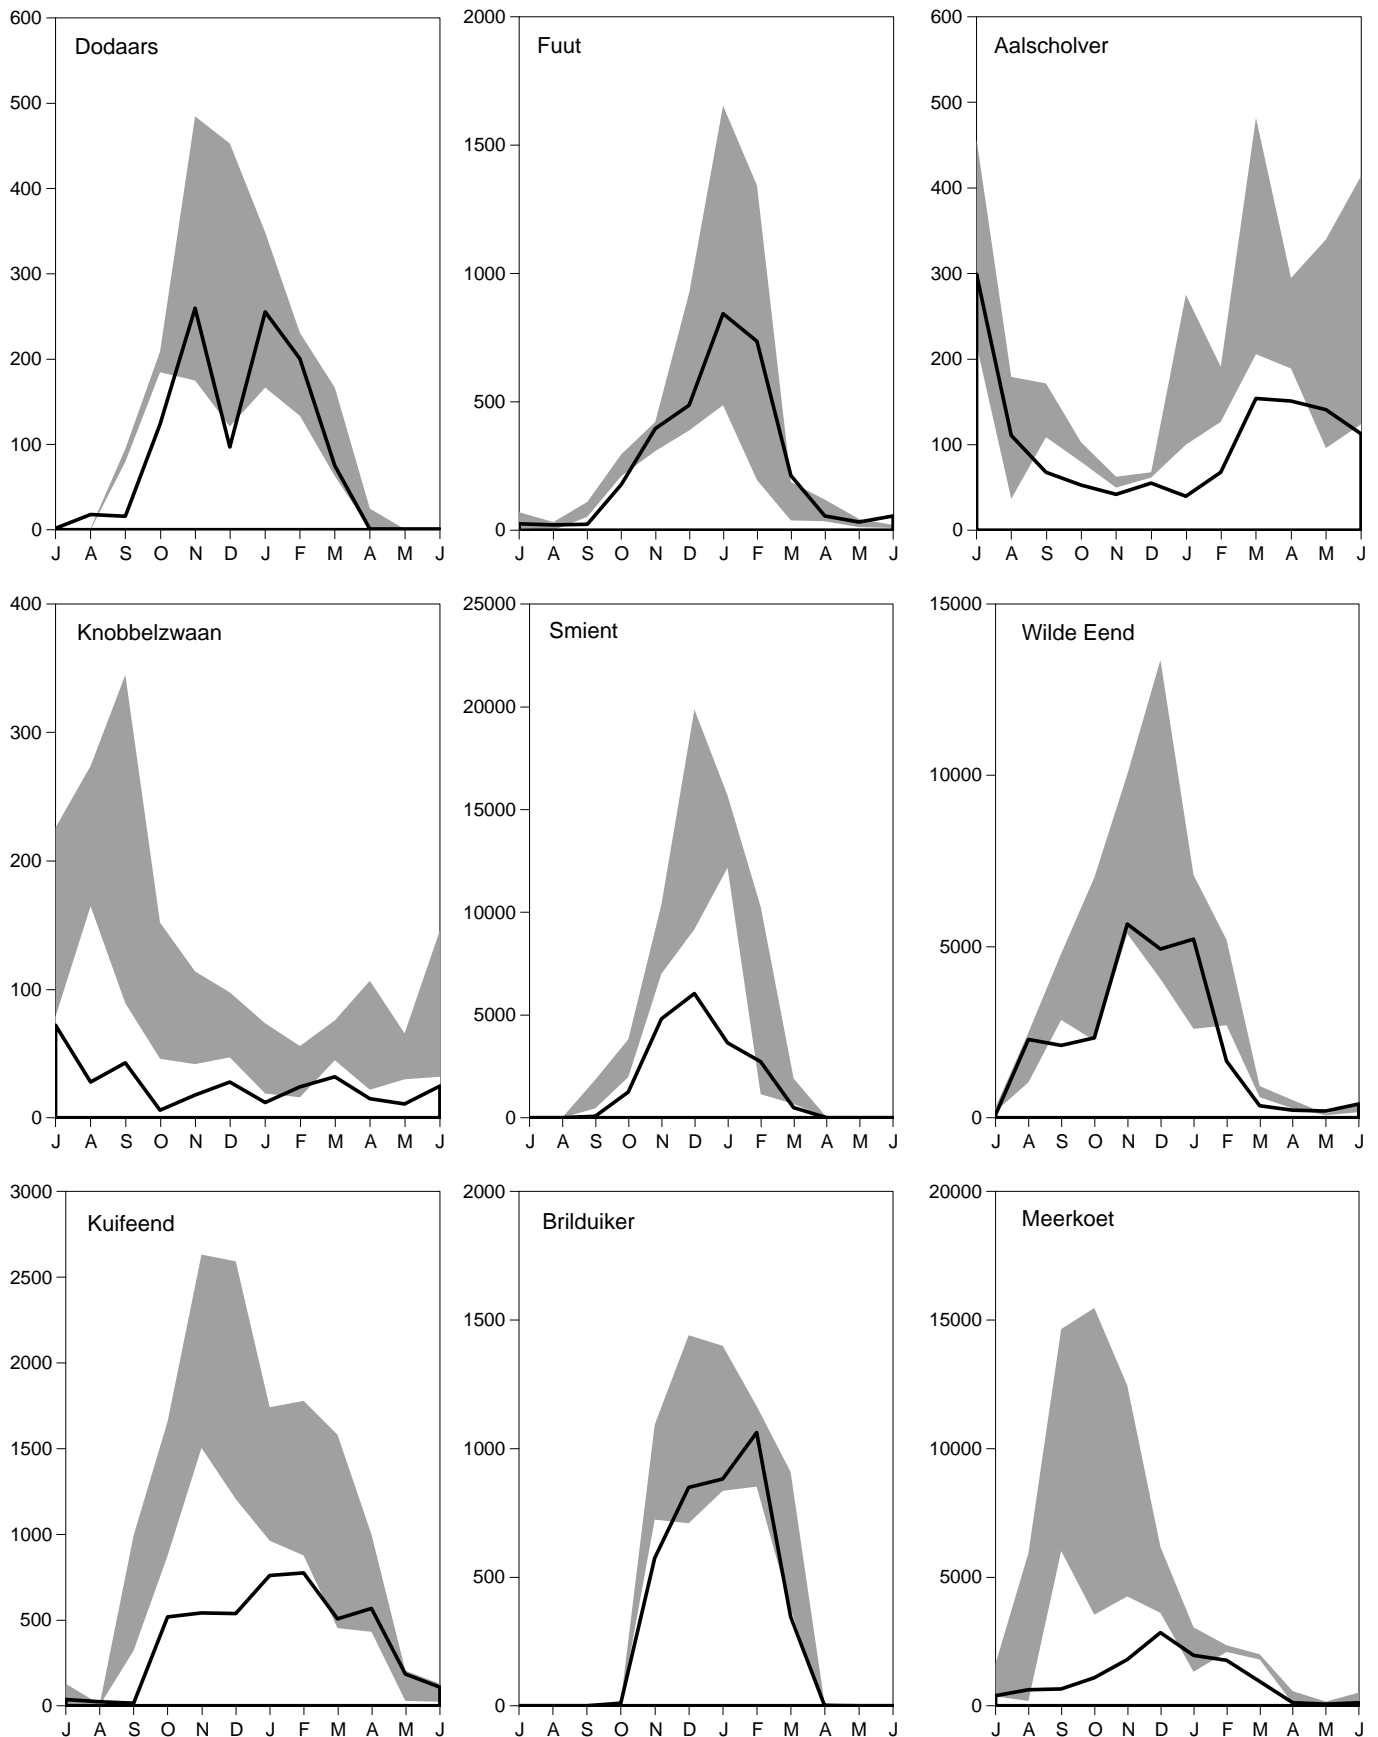 Dodaars
600
500
400
300
200
100
0
J A S O N D J F M A M J
Fuut
2000
1500
1000
500
0
J A S O N D J F M A M J
Aalscholver
600
500
400
300
200
100
0
J A S O N D J F M A M J
Knobbelzwaan
400
300
200
100
0
J A S O N D J F M A M J
Smient
25000
20000
15000
10000
5000
0
J A S O N D J F M A M J
Wilde Eend
15000
10000
5000
0
J A S O N D J F M A M J
Kuifeend
3000
2500
2000
1500
1000
500
0
J A S O N D J F M A M J
Brilduiker
2000
1500
1000
500
0
J A S O N D J F M A M J
Meerkoet
20000
15000
10000
5000
0
J A S O N D J F M A M J